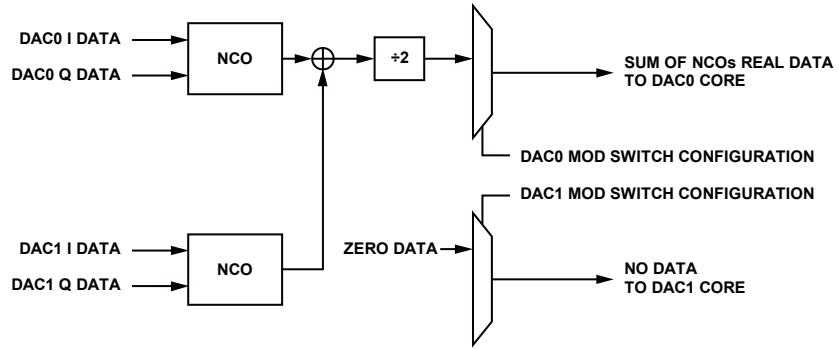 DAC0 I DATA
DAC0 Q DATA
NCO
÷2
SUM OF NCOs REAL DATA
TO DAC0 CORE
DAC0 MOD SWITCH CONFIGURATION
DAC1 MOD SWITCH CONFIGURATION
DAC1 I DATA
DAC1 Q DATA
NCO
ZERO DATA
NO DATA
TO DAC1 CORE